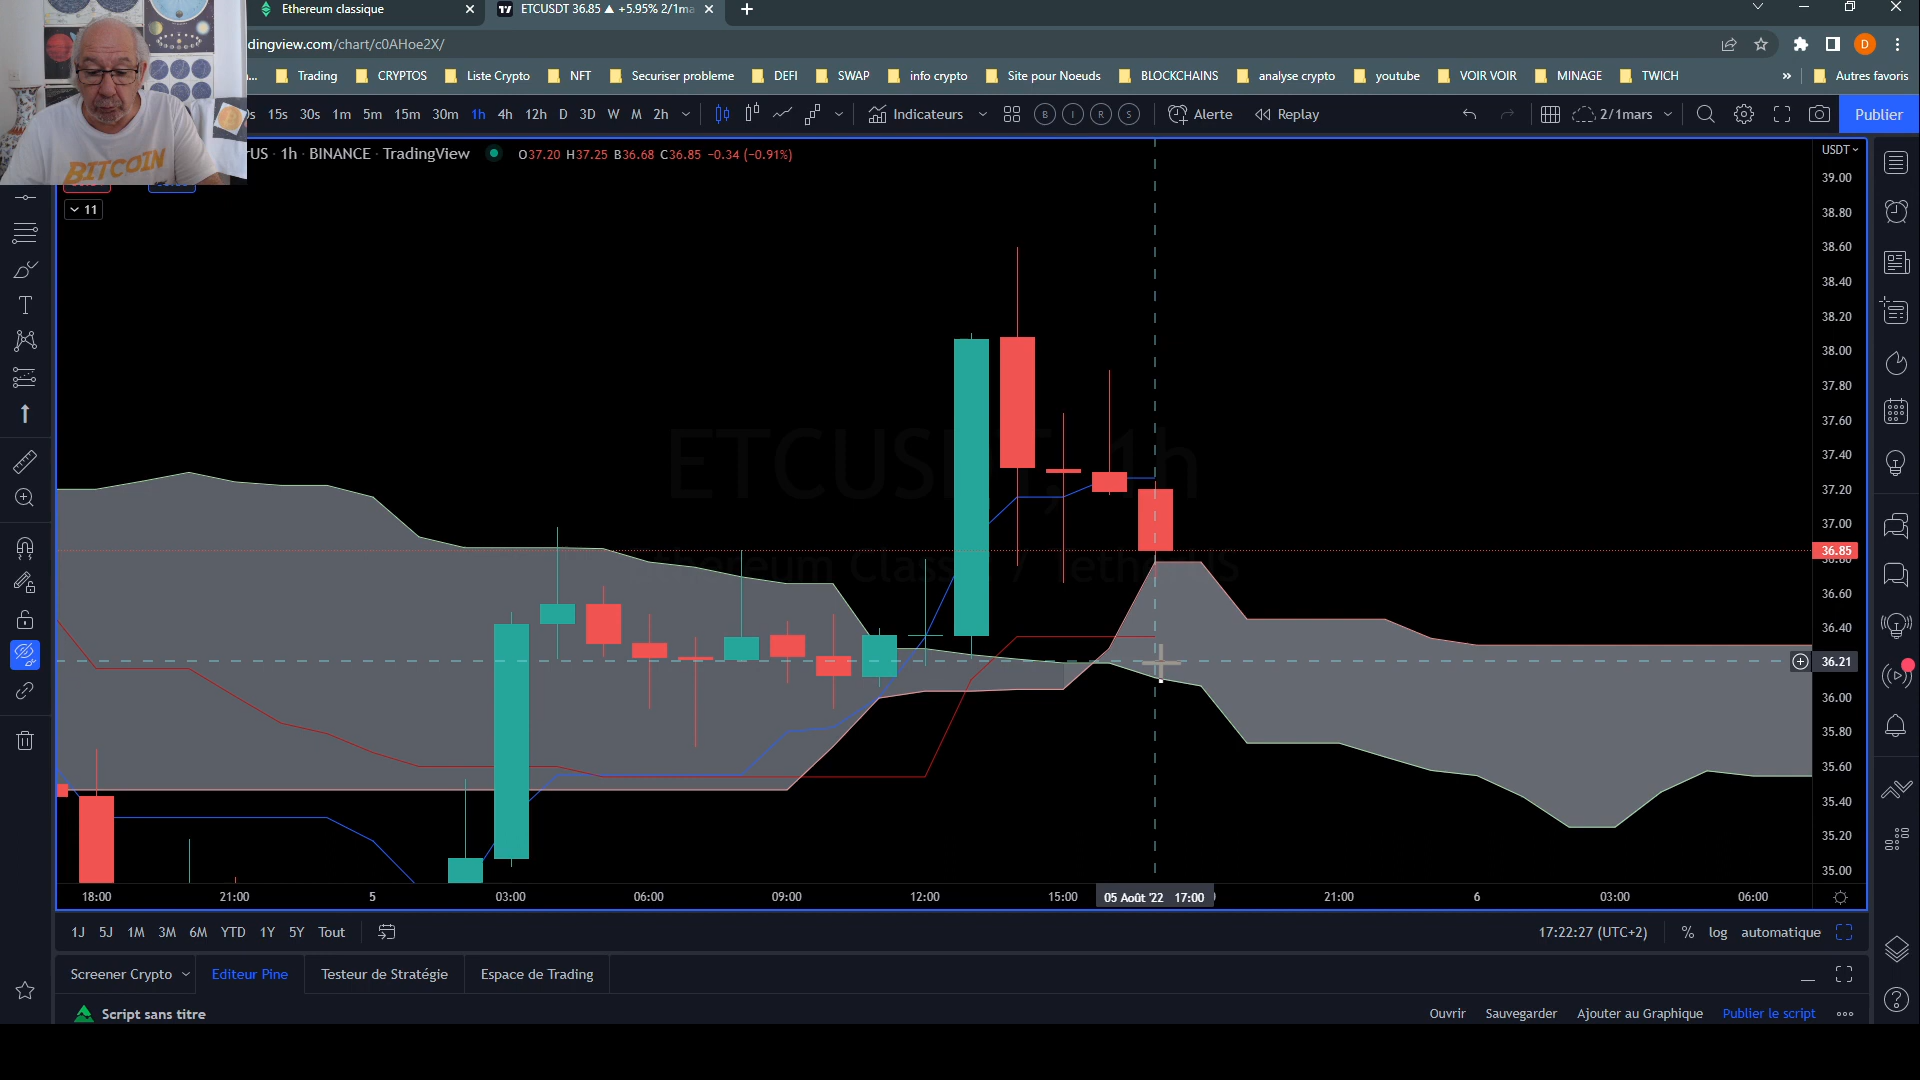 Ethereum classique
ETCUSDT 36.85 ▲ +5.95% 2/1ma
dingview.com/chart/c0AHoe2X/
D
...
Trading
CRYPTOS
Liste Crypto
NFT
Securiser probleme
DEFI
SWAP
info crypto
Site pour Noeuds
BLOCKCHAINS
analyse crypto
youtube
VOIR VOIR
MINAGE
TWICH
»
Autres favoris
15s 30s 1m 5m 15m 30m 1h 4h 12h D 3D W M 2h
Indicateurs
B I R S
Alerte
Replay
2/1mars
Publier
BITCOIN
rUS · 1h · BINANCE · TradingView
O37.20 H37.25 B36.68 C36.85 −0.34 (−0.91%)
USDT
11
39.00
38.80
38.60
38.40
38.20
38.00
37.80
37.60
37.40
37.20
37.00
36.85
36.80
36.60
36.40
36.21
36.00
35.80
35.60
35.40
35.20
35.00
18:00 21:00 5 03:00 06:00 09:00 12:00 15:00 05 Août '22 17:00 21:00 6 03:00 06:00
1J 5J 1M 3M 6M YTD 1Y 5Y Tout
17:22:27 (UTC+2) % log automatique
Screener Crypto
Editeur Pine
Testeur de Stratégie
Espace de Trading
Script sans titre
Ouvrir
Sauvegarder
Ajouter au Graphique
Publier le script